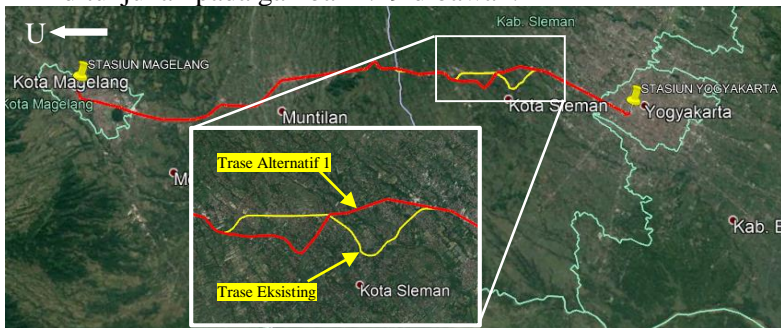 Kab. Sleman
U
STASIUN MAGELANG
Kota Magelang
Kota Magelang
STASIUN YOGYAKARTA
Kota Sleman
Yogyakarta
Muntilan
Trase Alternatif 1
Trase Eksisting
Kota Sleman